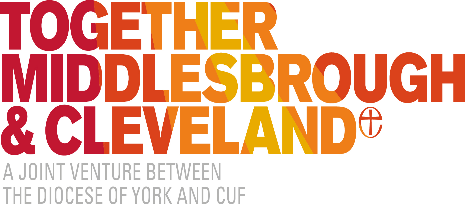 TOGETHER
MIDDLESBROUGH
& CLEVELAND
A JOINT VENTURE BETWEEN
THE DIOCESE OF YORK AND CUF